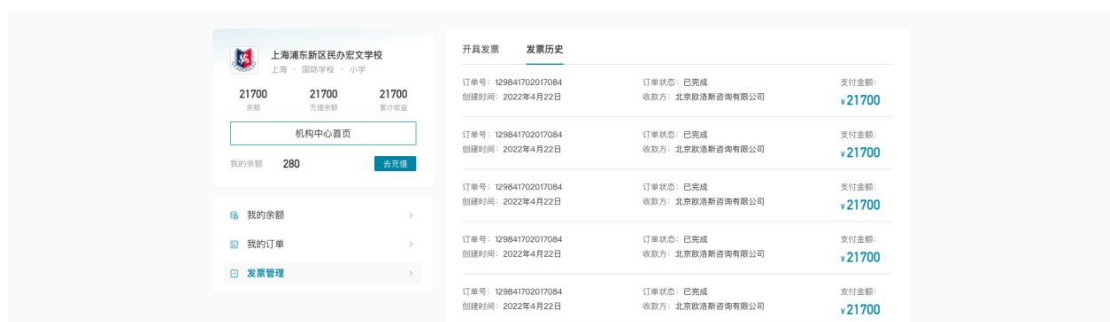 上海浦东新区民办宏文学校
上海 · 国际学校 · 小学
21700 21700 21700
余额 充值余额 累计收益
机构中心首页
我的余额 280 去充值
我的余额
我的订单
发票管理
开具发票 发票历史
订单号：129841702017084 订单状态：已完成 支付金额：
创建时间：2022年4月22日 收款方：北京欧洛斯咨询有限公司 ¥21700
订单号：129841702017084 订单状态：已完成 支付金额：
创建时间：2022年4月22日 收款方：北京欧洛斯咨询有限公司 ¥21700
订单号：129841702017084 订单状态：已完成 支付金额：
创建时间：2022年4月22日 收款方：北京欧洛斯咨询有限公司 ¥21700
订单号：129841702017084 订单状态：已完成 支付金额：
创建时间：2022年4月22日 收款方：北京欧洛斯咨询有限公司 ¥21700
订单号：129841702017084 订单状态：已完成 支付金额：
创建时间：2022年4月22日 收款方：北京欧洛斯咨询有限公司 ¥21700